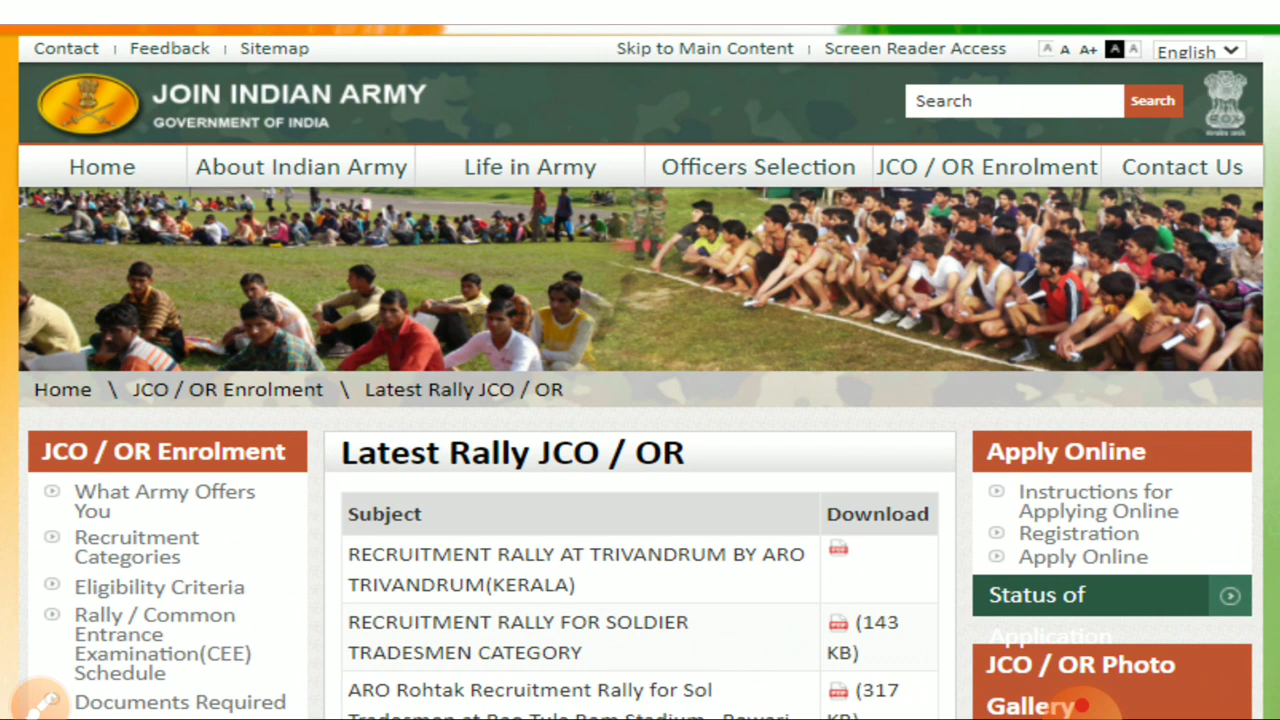 Contact
Feedback
Sitemap
Skip to Main Content
Screen Reader Access
A A A+ A A
English
JOIN INDIAN ARMY
GOVERNMENT OF INDIA
Search
Search
Home
About Indian Army
Life in Army
Officers Selection
JCO / OR Enrolment
Contact Us
Home \ JCO / OR Enrolment \ Latest Rally JCO / OR
JCO / OR Enrolment
What Army Offers
You
Recruitment
Categories
Eligibility Criteria
Rally / Common
Entrance
Examination(CEE)
Schedule
Documents Required
Latest Rally JCO / OR
Subject
Download
RECRUITMENT RALLY AT TRIVANDRUM BY ARO
TRIVANDRUM(KERALA)
RECRUITMENT RALLY FOR SOLDIER
TRADESMEN CATEGORY
(143
KB)
ARO Rohtak Recruitment Rally for Sol
(317
Apply Online
Instructions for
Applying Online
Registration
Apply Online
Status of
Application
JCO / OR Photo
Gallery